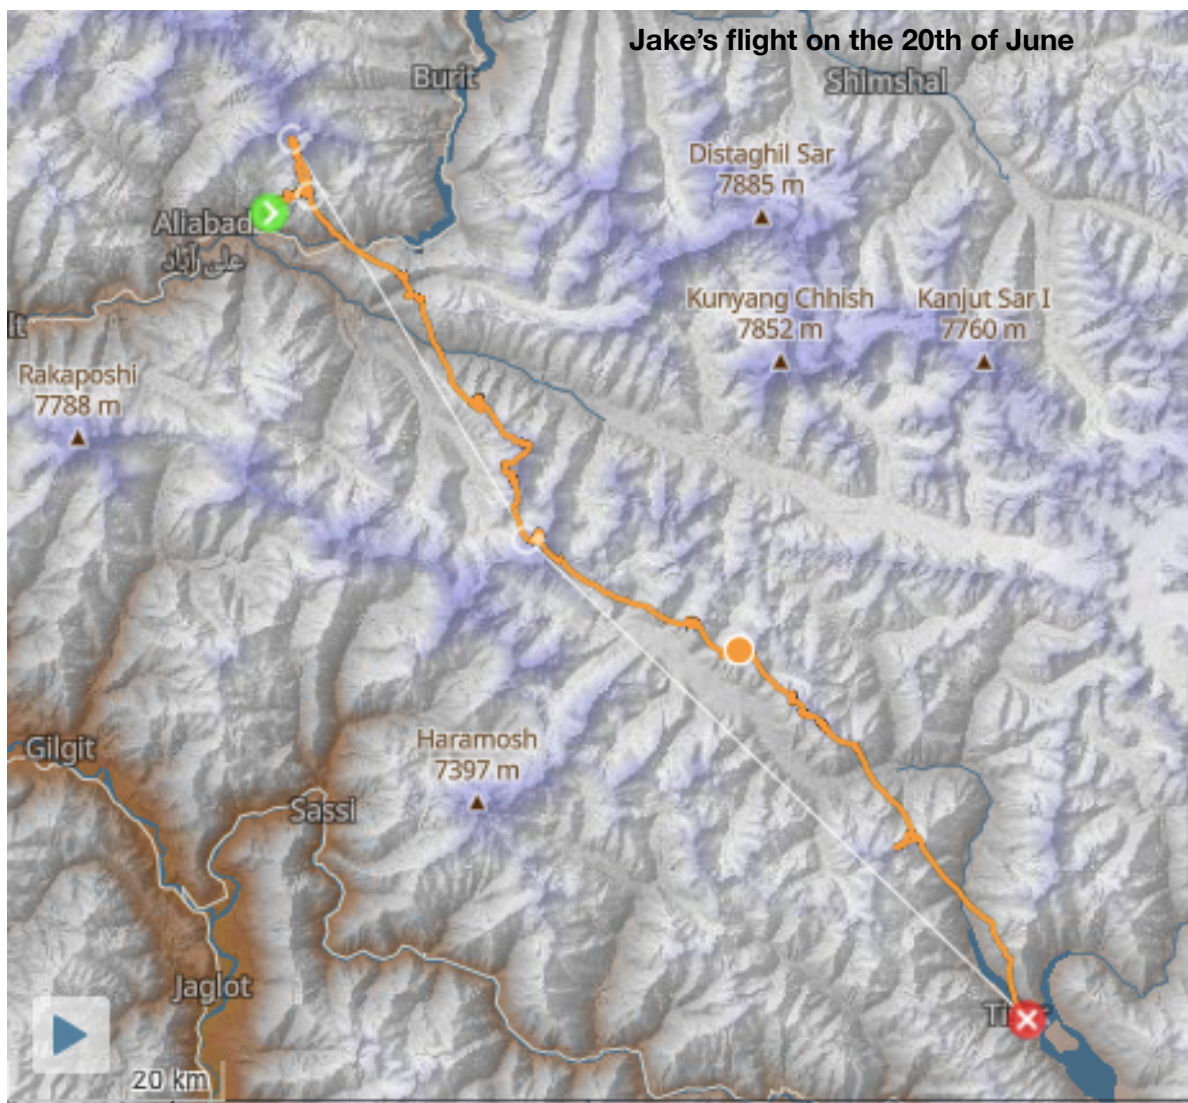 Jake's flight on the 20th of June
Burit
Shimshal
Distaghil Sar
7885 m
Aliabad
علی آباد
Kunyang Chhish
7852 m
Kanjut Sar I
7760 m
lt
Rakaposhi
7788 m
Haramosh
7397 m
Gilgit
Sassi
Jaglot
20 km